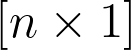 [n × 1]